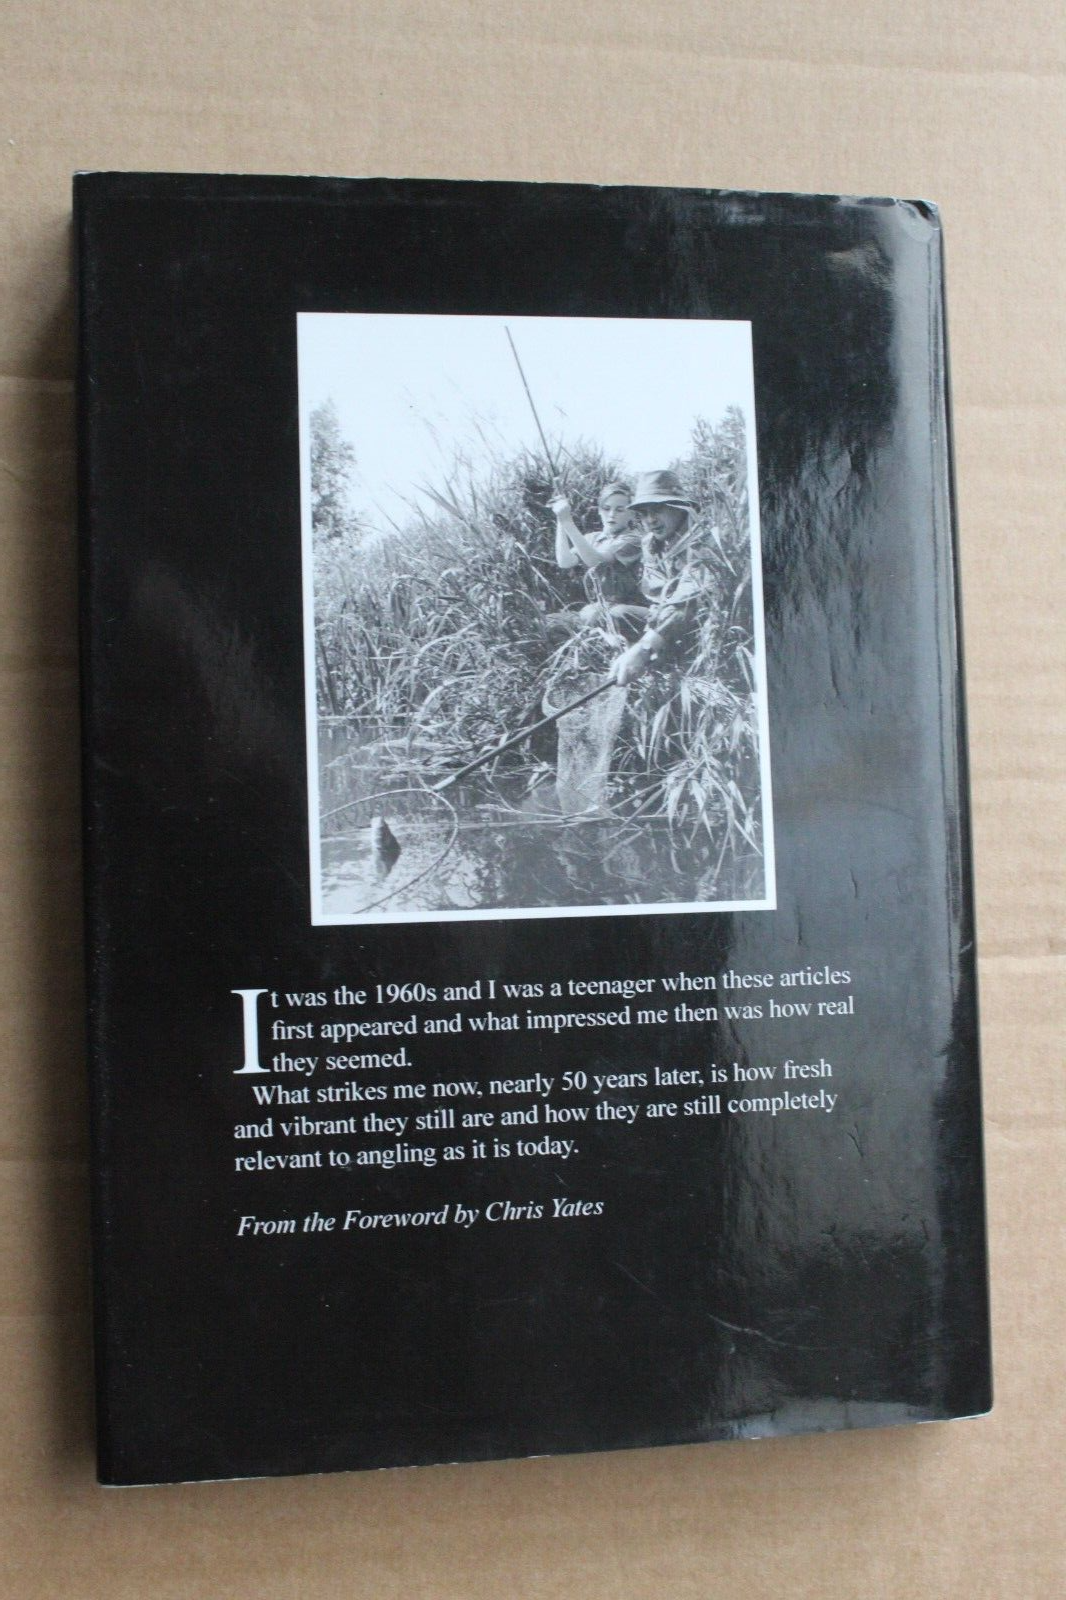 It was the 1960s and I was a teenager when these articles
first appeared and what impressed me then was how real
they seemed.
What strikes me now, nearly 50 years later, is how fresh
and vibrant they still are and how they are still completely
relevant to angling as it is today.
From the Foreword by Chris Yates